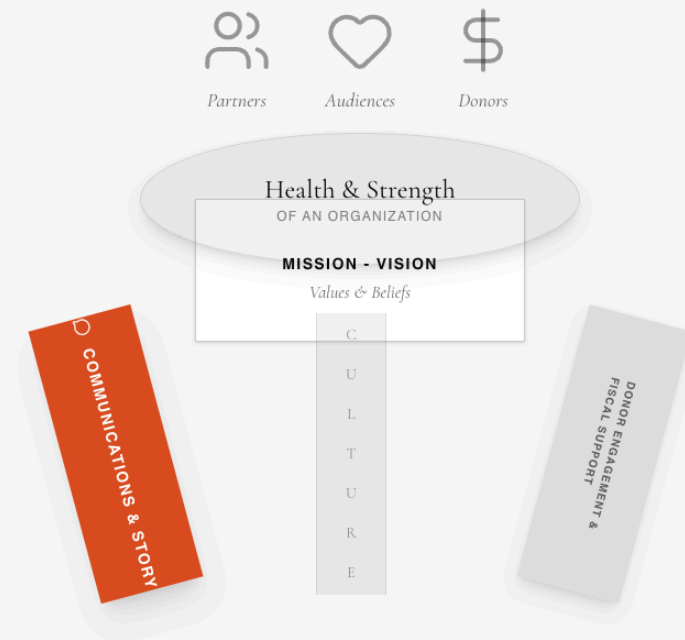 Partners
Audiences
Donors
Health & Strength
OF AN ORGANIZATION
MISSION - VISION
Values & Beliefs
COMMUNICATIONS & STORY
C
U
L
T
U
R
E
DONOR ENGAGEMENT &
FISCAL SUPPORT